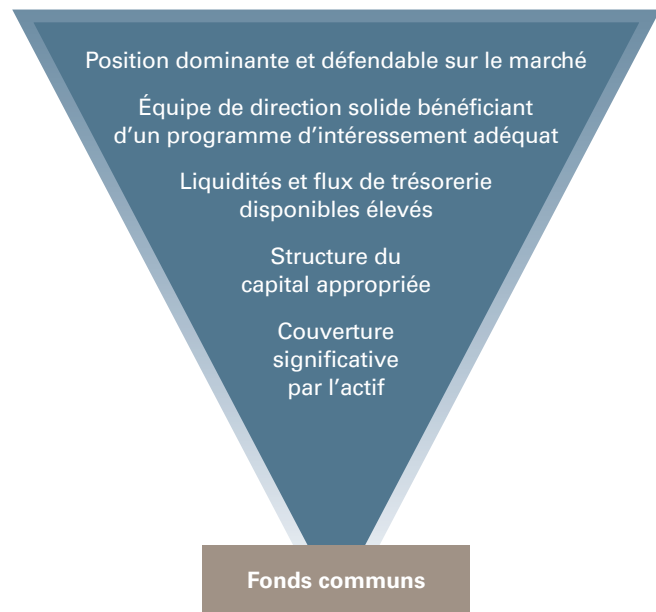 Position dominante et défendable sur le marché
Équipe de direction solide bénéficiant
d’un programme d’intéressement adéquat
Liquidités et flux de trésorerie
disponibles élevés
Structure du
capital appropriée
Couverture
significative
par l’actif
Fonds communs